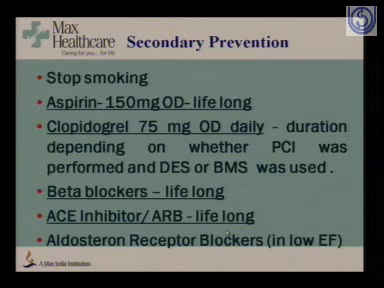 Max
Healthcare
Caring for you... for life
Secondary Prevention
• Stop smoking
• Aspirin- 150mg OD- life long
• Clopidogrel 75 mg OD daily - duration
depending on whether PCI was
performed and DES or BMS was used .
• Beta blockers – life long
• ACE Inhibitor/ ARB - life long
• Aldosteron Receptor Blockers (in low EF)
A Max India Institution